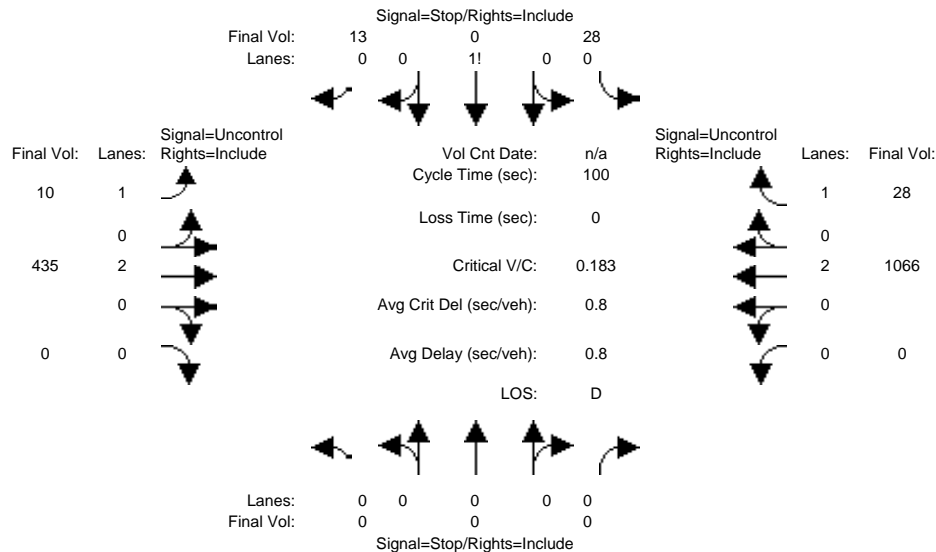 Signal=Stop/Rights=Include
Final Vol: 13 0 28
Lanes: 0 0 1! 0 0
Signal=Uncontrol Signal=Uncontrol
Final Vol: Lanes: Rights=Include Vol Cnt Date: n/a Rights=Include Lanes: Final Vol:
Cycle Time (sec): 100
10 1 1 28
Loss Time (sec): 0
0 0
435 2 Critical V/C: 0.183 2 1066
0 Avg Crit Del (sec/veh): 0.8 0
0 0 Avg Delay (sec/veh): 0.8 0 0
LOS: D
Lanes: 0 0 0 0 0
Final Vol: 0 0 0
Signal=Stop/Rights=Include